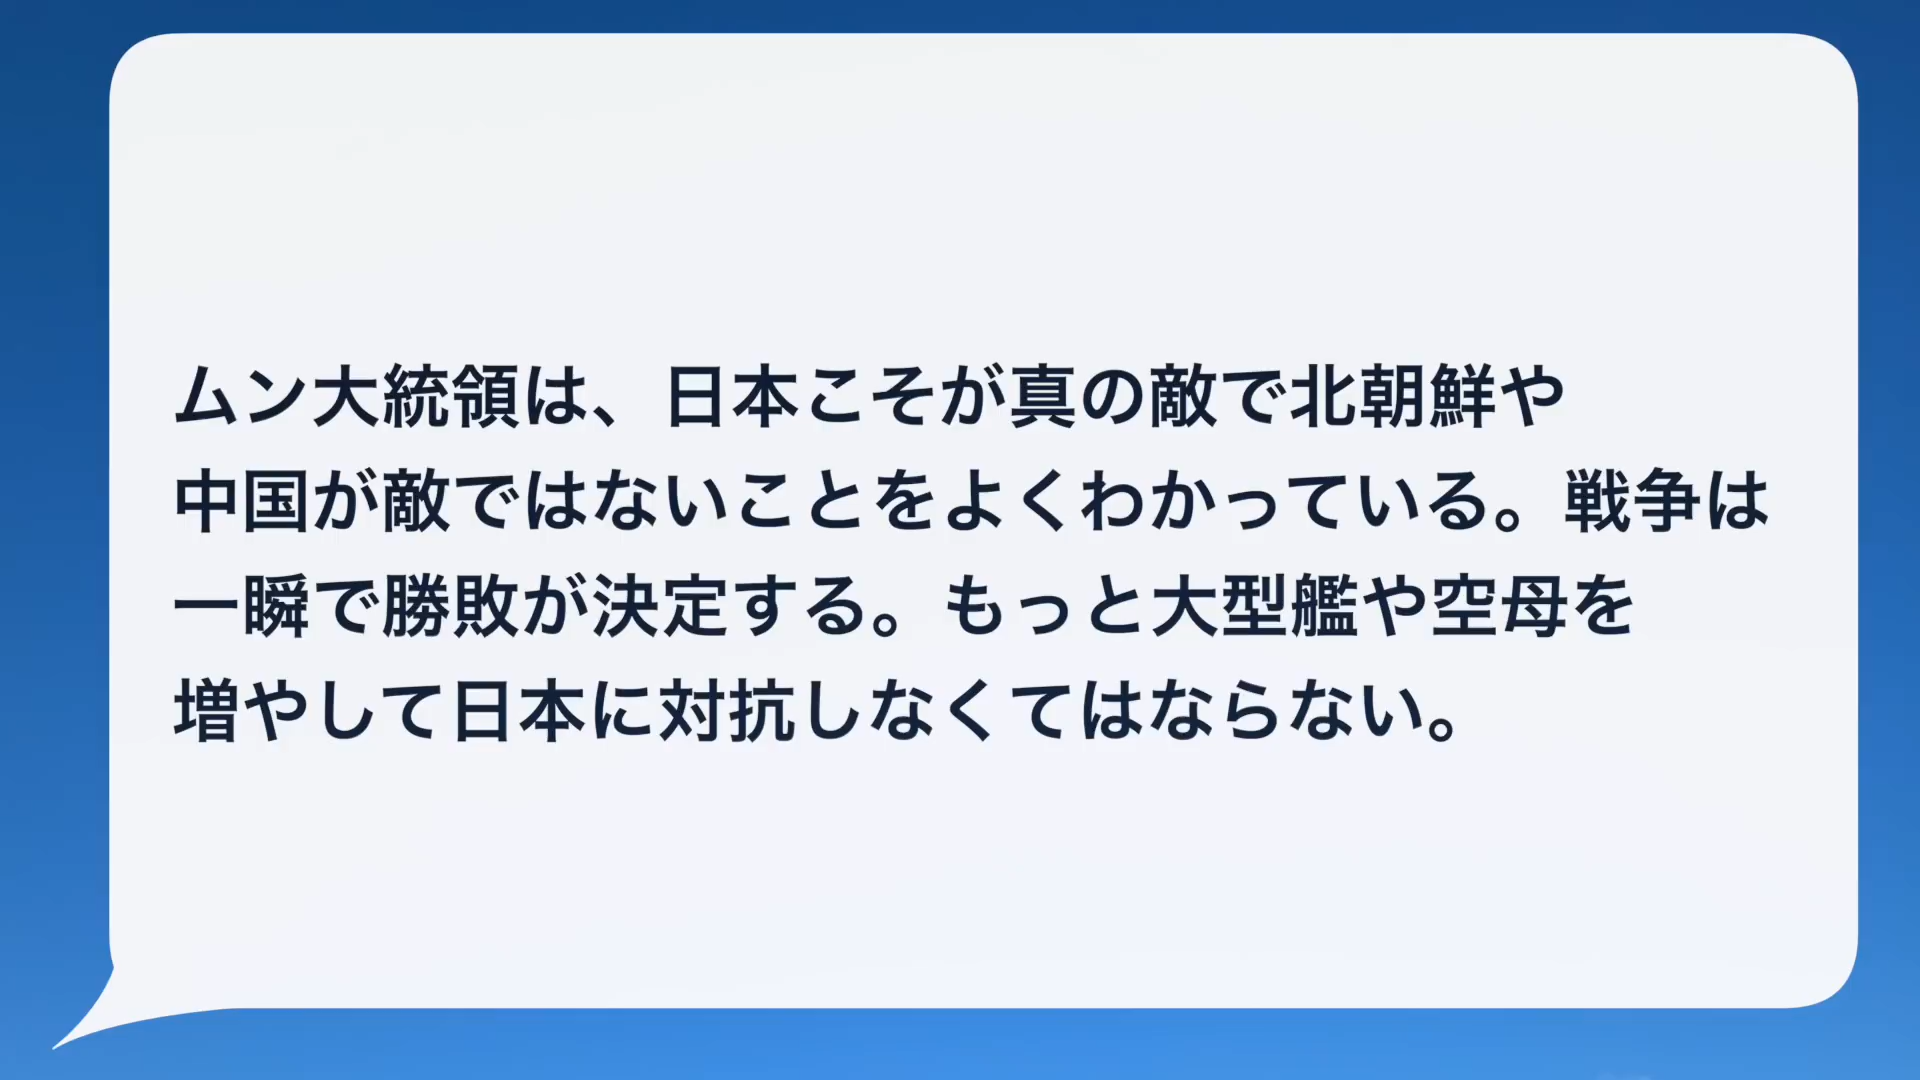 ムン大統領は、日本こそが真の敵で北朝鮮や
中国が敵ではないことをよくわかっている。戦争は
一瞬で勝敗が決定する。もっと大型艦や空母を
増やして日本に対抗しなくてはならない。